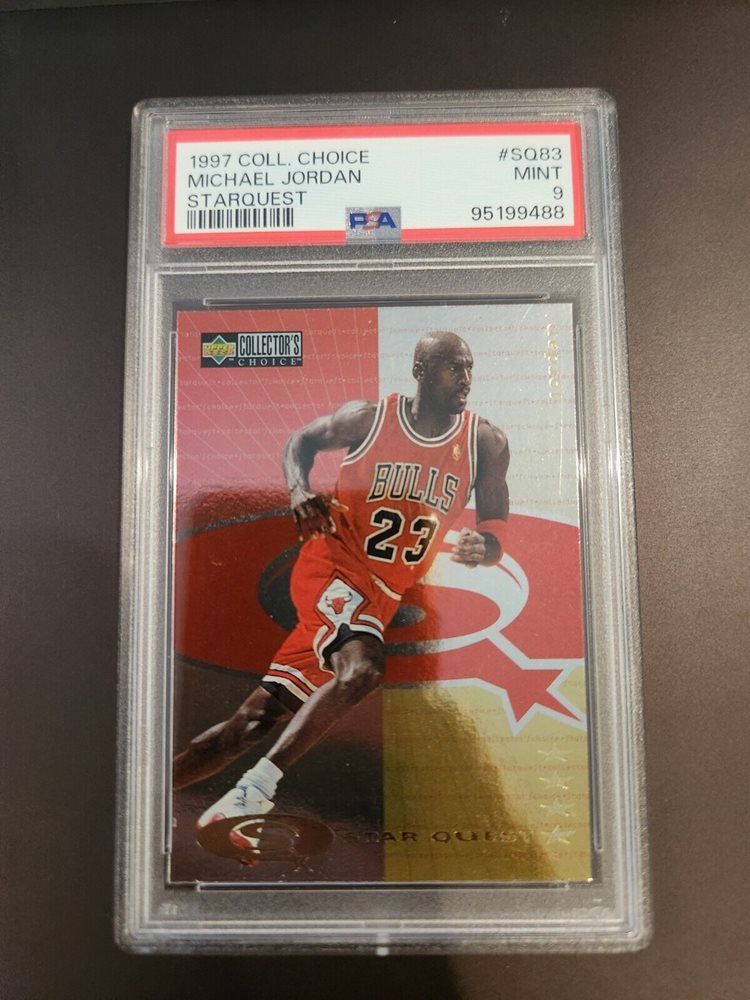 1997 COLL. CHOICE #SQ83
MICHAEL JORDAN MINT
STARQUEST 9
PSA 95199488
UPPER DECK COLLECTOR'S
CHOICE
BULLS
23
STAR QUEST